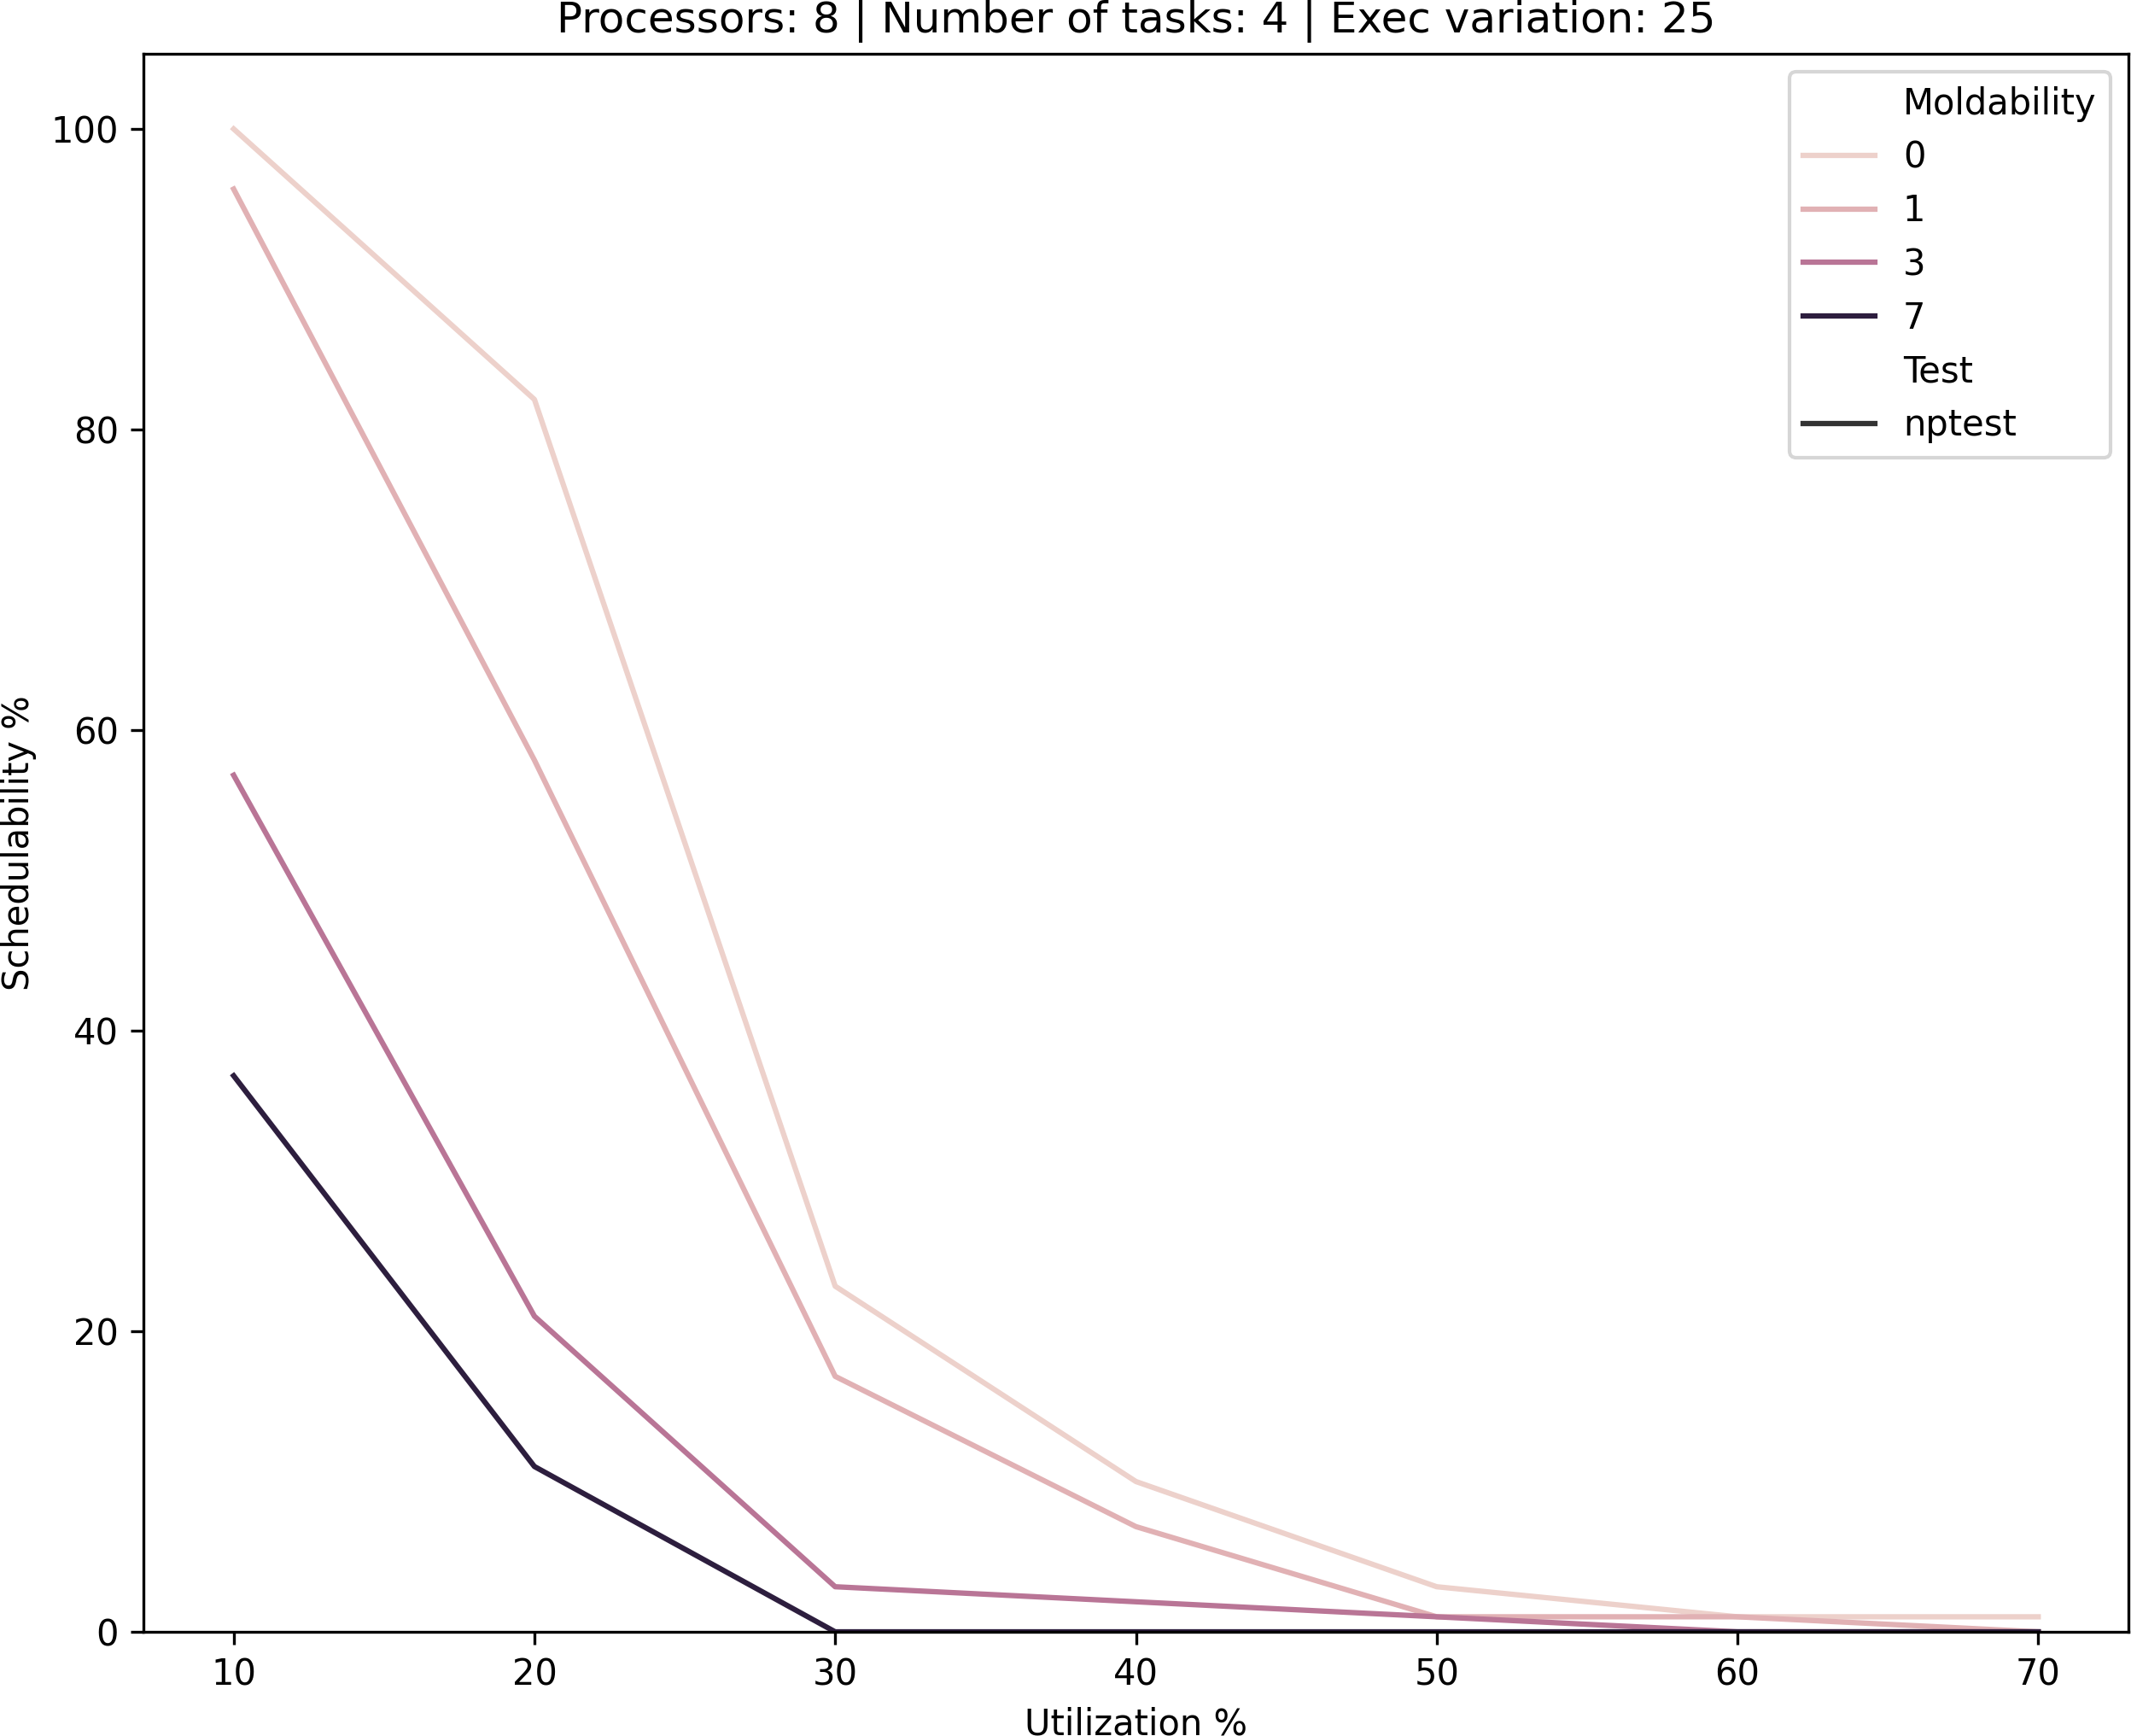 Processors: 8 | Number of tasks: 4 | Exec variation: 25
Moldability
0
1
3
7
Test
nptest
Schedulability %
100
80
60
40
20
0
10 20 30 40 50 60 70
Utilization %